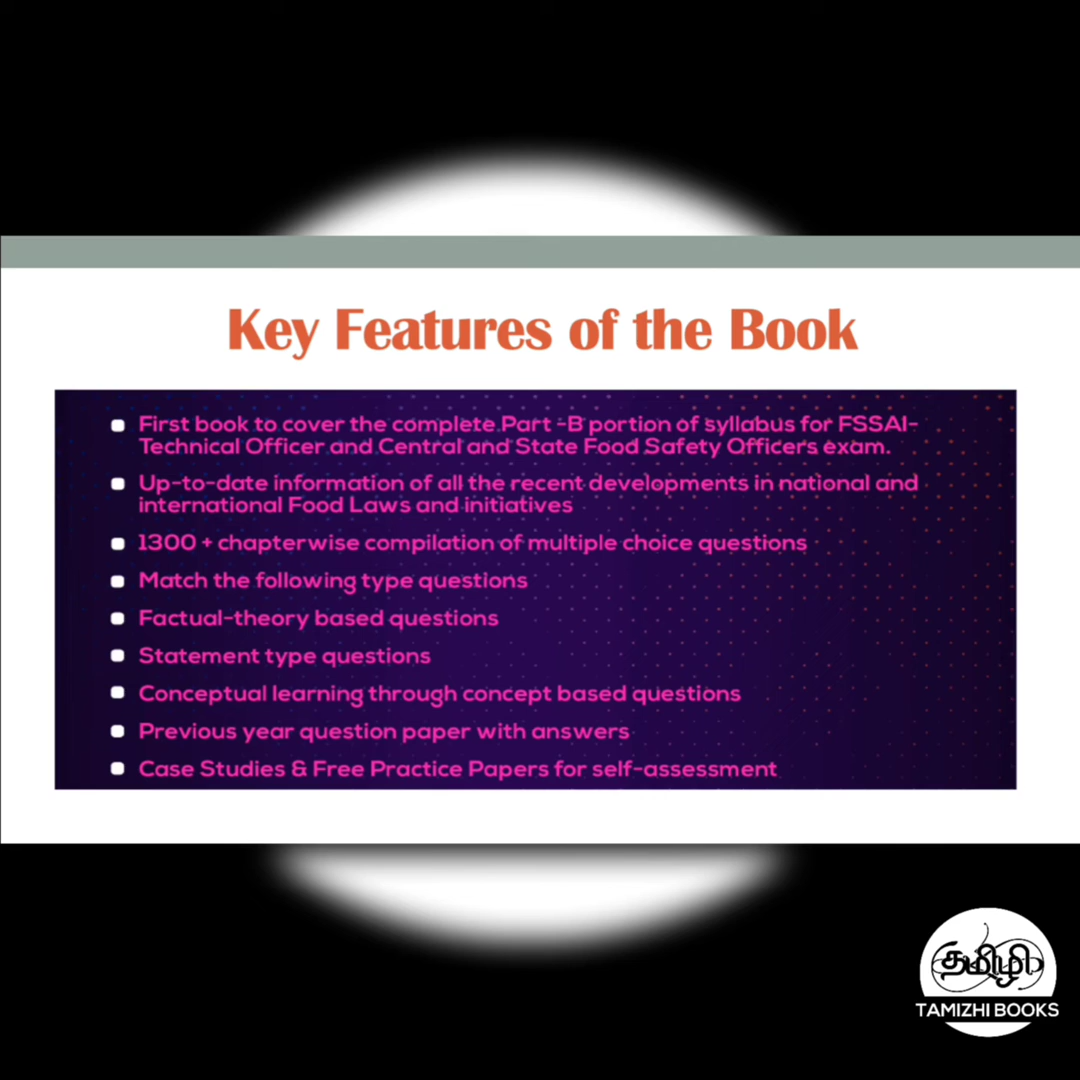 Key Features of the Book
First book to cover the complete Part -B portion of syllabus for FSSAI-
Technical Officer and Central and State Food Safety Officers exam.
Up-to-date information of all the recent developments in national and
international Food Laws and initiatives
1300 + chapterwise compilation of multiple choice questions
Match the following type questions
Factual-theory based questions
Statement type questions
Conceptual learning through concept based questions
Previous year question paper with answers
Case Studies & Free Practice Papers for self-assessment
தமிழி
TAMIZHI BOOKS